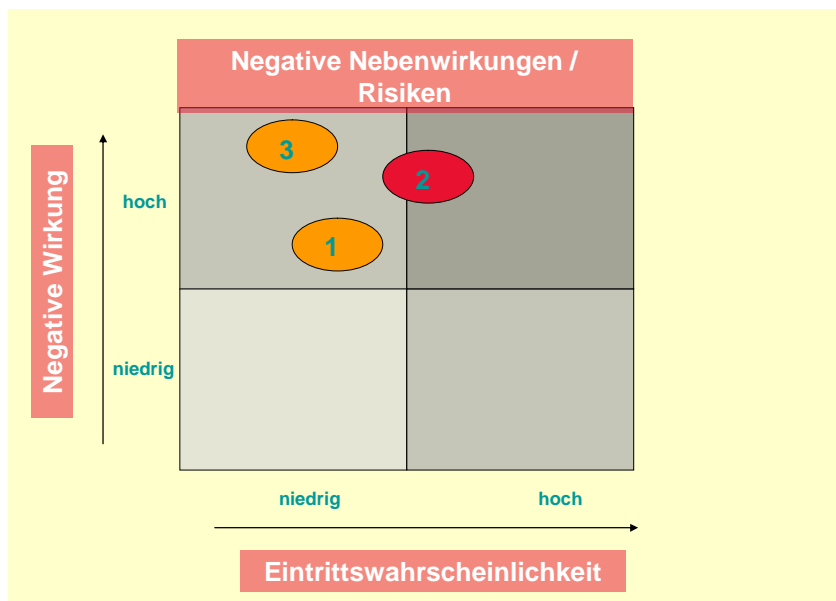 Negative Nebenwirkungen /
Risiken
3
2
1
hoch
niedrig
Negative Wirkung
niedrig
hoch
Eintrittswahrscheinlichkeit